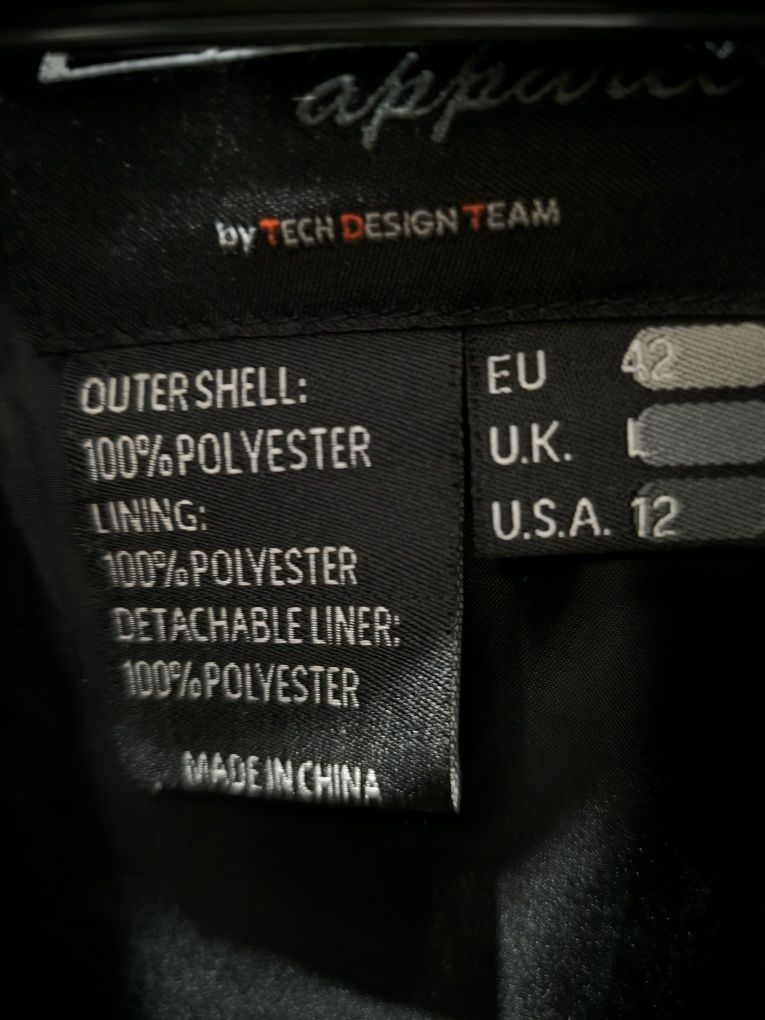 apparel
by TECH DESIGN TEAM
OUTER SHELL:
100% POLYESTER
LINING:
100% POLYESTER
DETACHABLE LINER:
100% POLYESTER
MADE IN CHINA
EU 42
U.K. L
U.S.A. 12